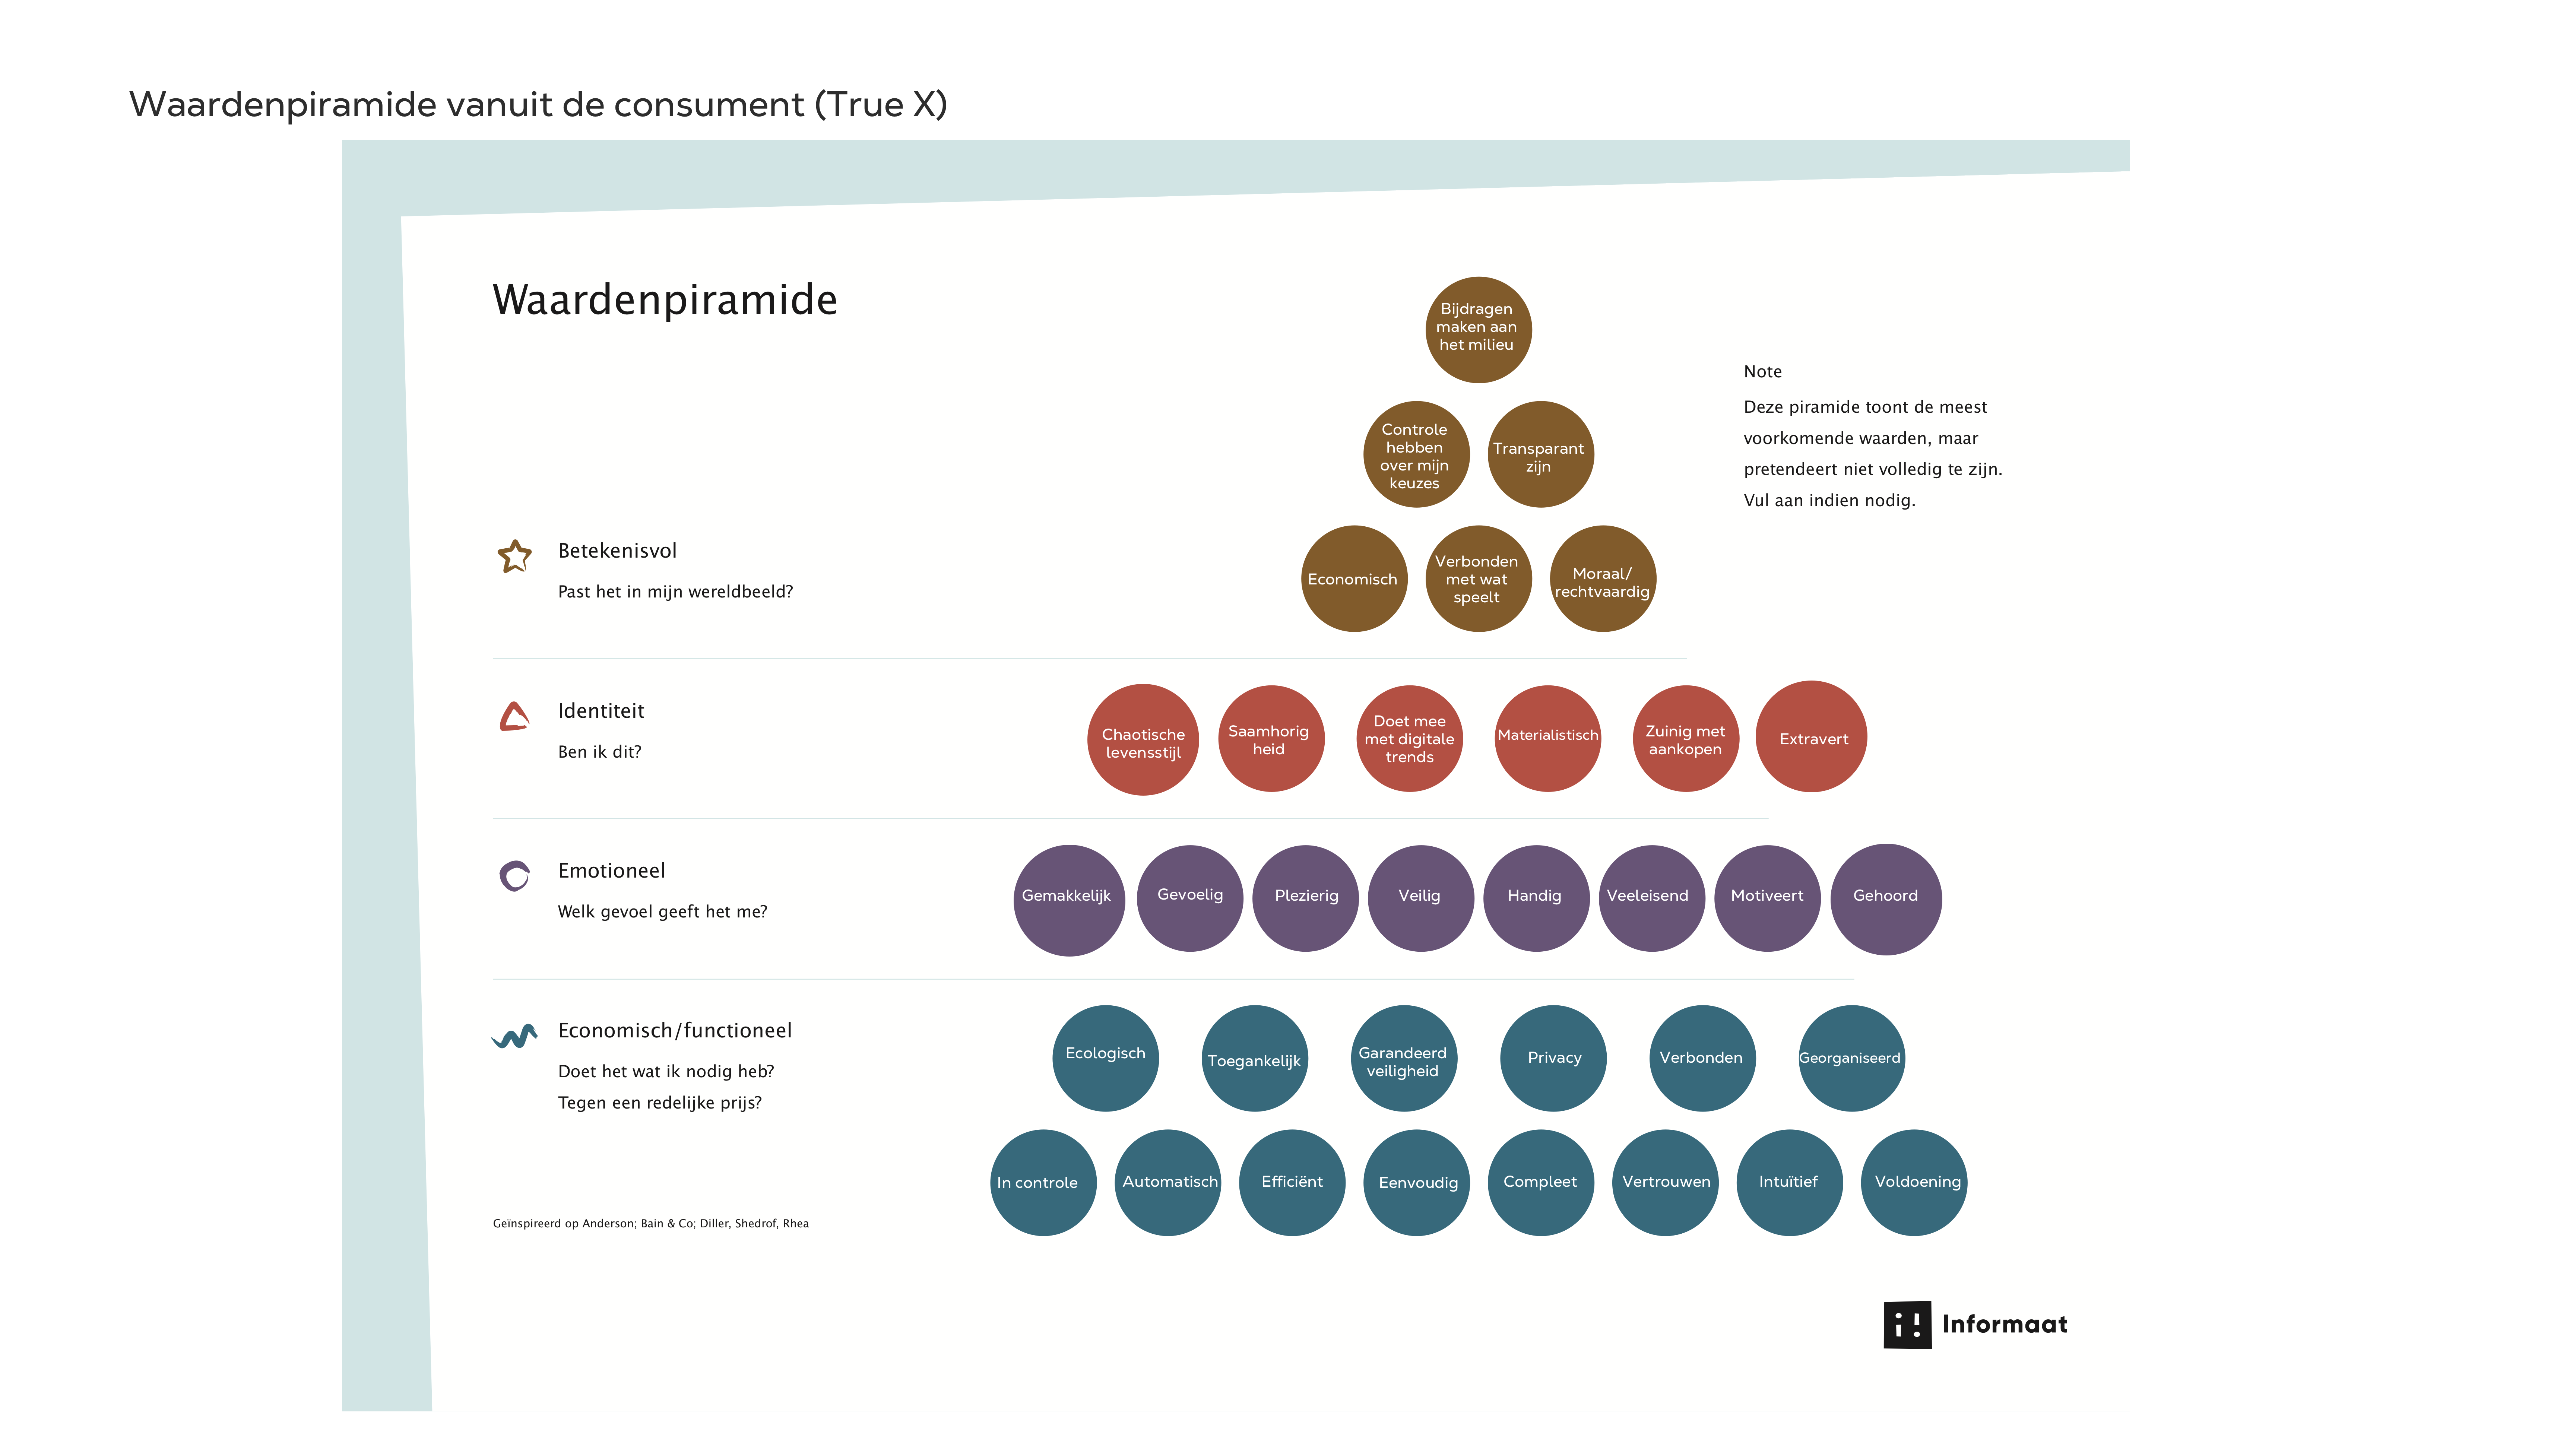 Waardenpiramide vanuit de consument (True X)
Waardenpiramide
Bijdragen
maken aan
het milieu
Controle
hebben
over mijn
keuzes
Transparant
zijn
Note
Deze piramide toont de meest
voorkomende waarden, maar
pretendeert niet volledig te zijn.
Vul aan indien nodig.
Betekenisvol
Past het in mijn wereldbeeld?
Economisch
Verbonden
met wat
speelt
Moraal/
rechtvaardig
Identiteit
Ben ik dit?
Chaotische
levensstijl
Saamhorig
heid
Doet mee
met digitale
trends
Materialistisch
Zuinig met
aankopen
Extravert
Emotioneel
Welk gevoel geeft het me?
Gemakkelijk
Gevoelig
Plezierig
Veilig
Handig
Veeleisend
Motiveert
Gehoord
Economisch/functioneel
Doet het wat ik nodig heb?
Tegen een redelijke prijs?
Ecologisch
Toegankelijk
Garandeerd
veiligheid
Privacy
Verbonden
Georganiseerd
In controle
Automatisch
Efficiënt
Eenvoudig
Compleet
Vertrouwen
Intuïtief
Voldoening
Geïnspireerd op Anderson; Bain & Co; Diller, Shedrof, Rhea
i! Informaat